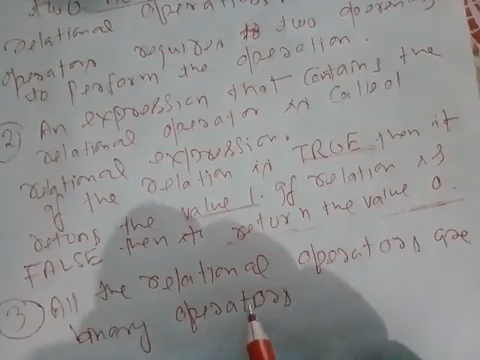 relational operations
operators requires to two operands
to perform the operation.
② An expression that contains the
relational operator is called
relational expression.
If the relation is TRUE then it
returns the value 1. If relation is
FALSE then it return the value 0.
③ All the relational operators are
binary operators